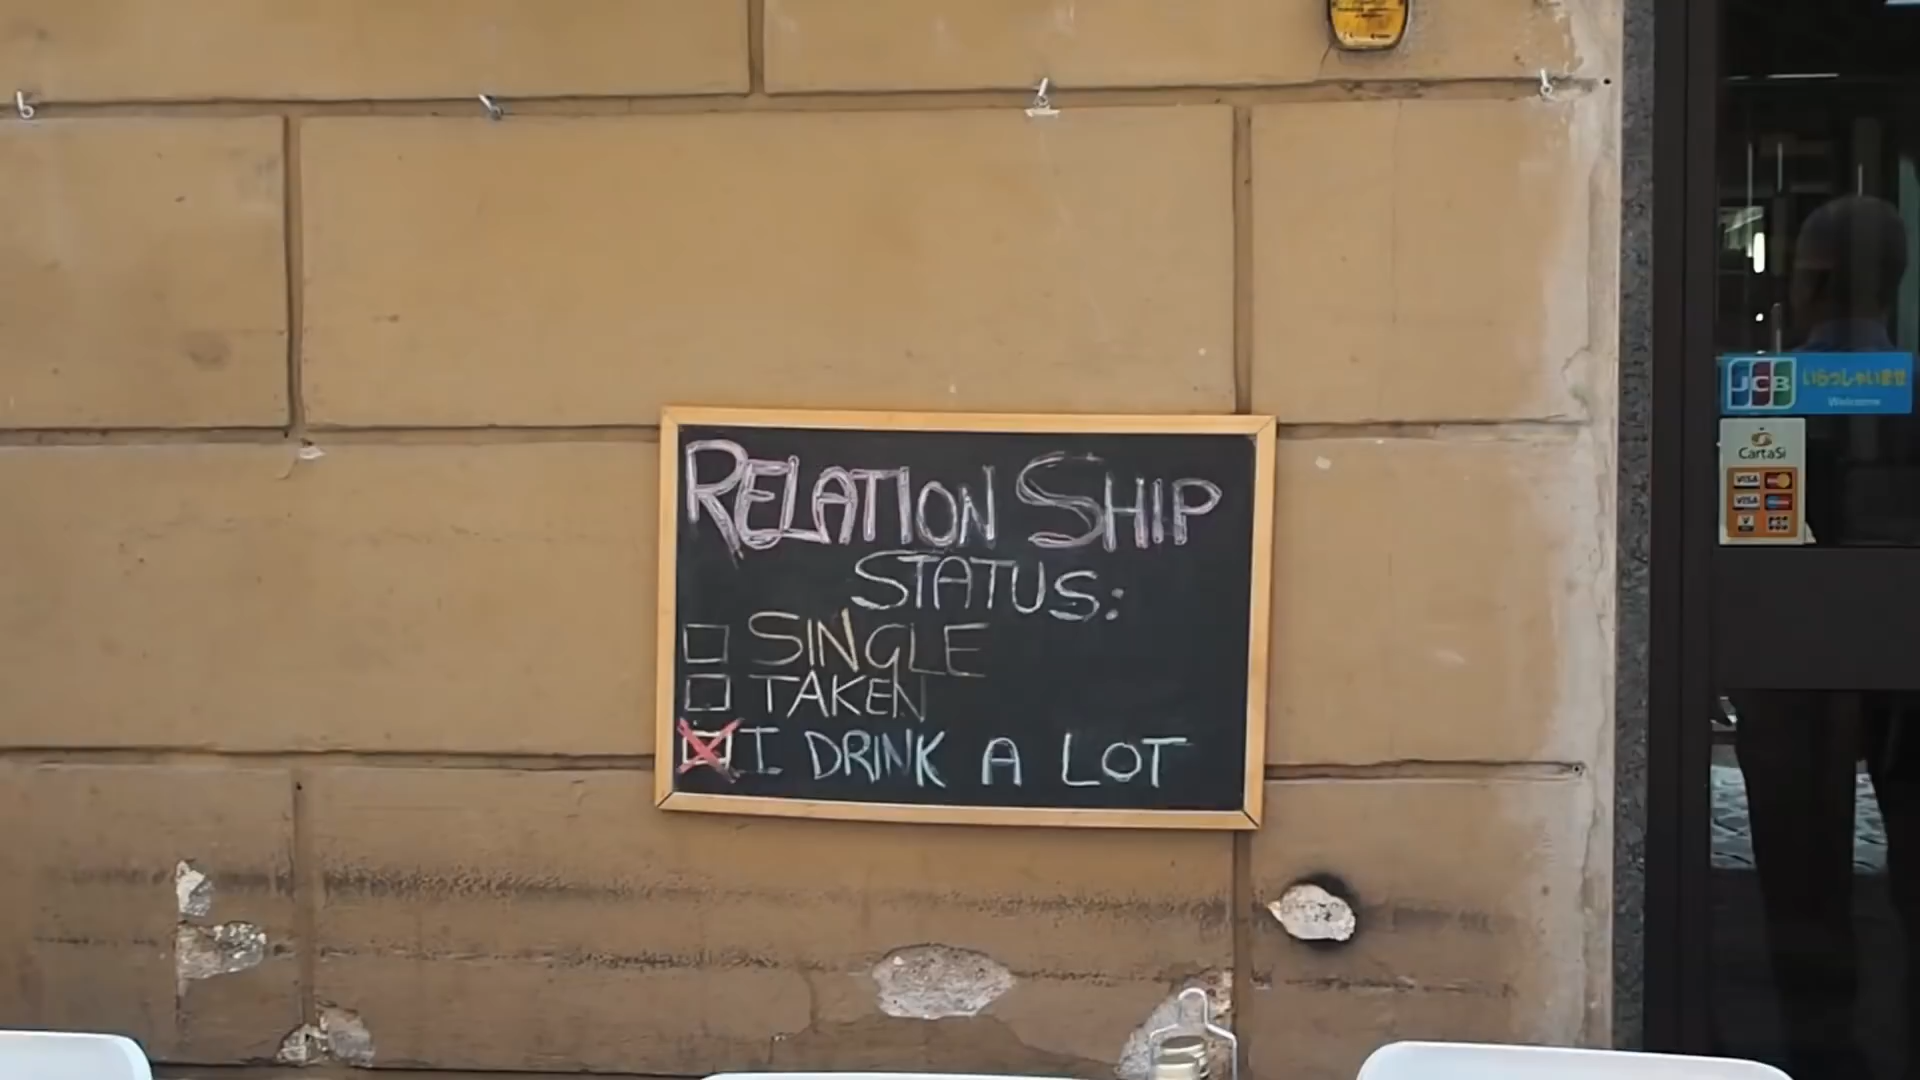 RELATION SHIP
STATUS:
SINGLE
TAKEN
I DRINK A LOT
JCB いらっしゃいませ
Welcome
CartaSi
VISA
VISA